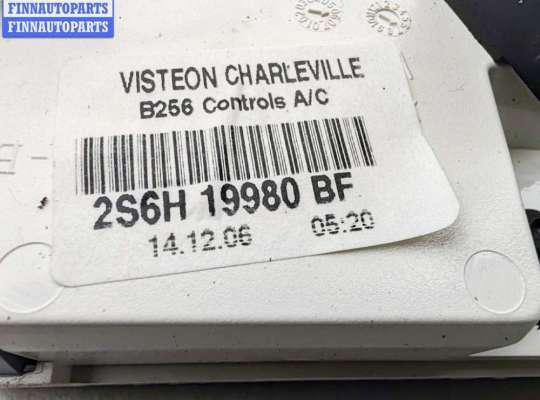 FINNAUTOPARTS
FINNAUTOPARTS
VISTEON CHARLEVILLE
B256 Controls A/C
2S6H 19980 BF
14.12.06 05:20